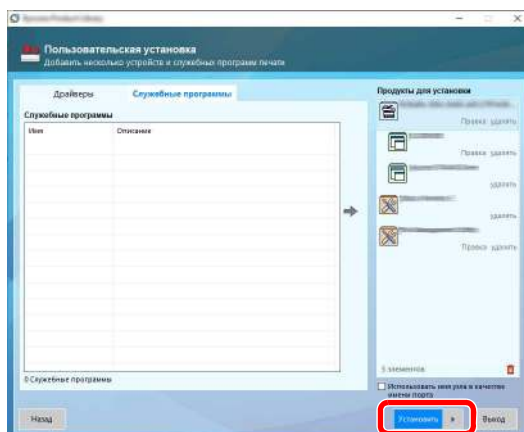 Пользовательская установка
Добавить несколько устройств и служебных программ печати
Драйверы
Служебные программы
Продукты для установки
Служебные программы
Имя
Описание
Правка удалить
Правка удалить
удалить
удалить
Правка удалить
5 элементов
0 Служебные программы
Использовать имя узла в качестве
имени порта
Назад
Установить
Выход